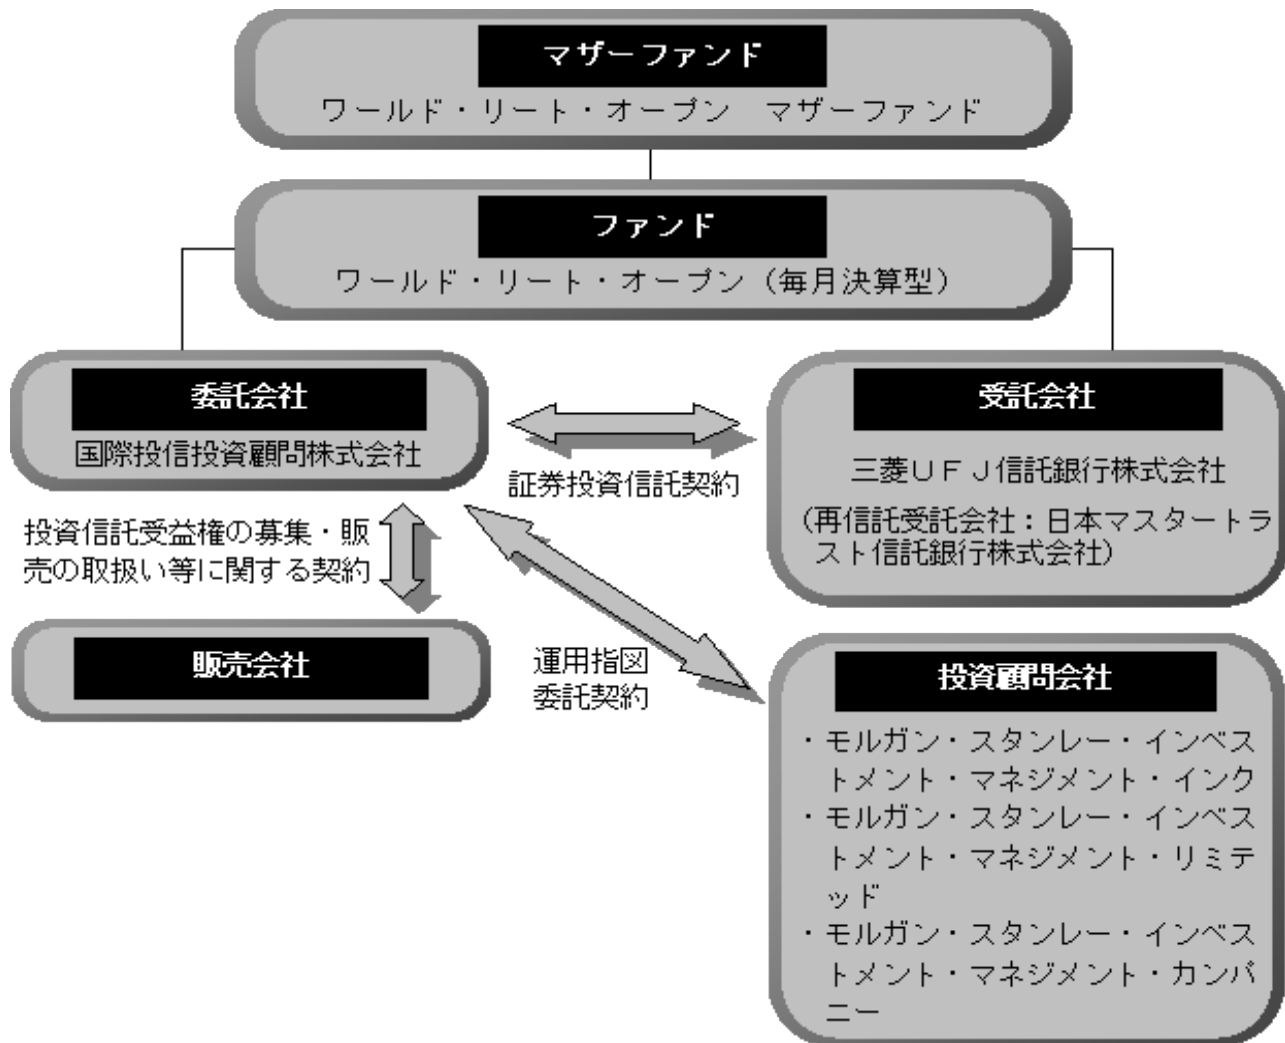 マザーファンド
ワールド・リート・オープン　マザーファンド
ファンド
ワールド・リート・オープン（毎月決算型）
委託会社
国際投信投資顧問株式会社
受託会社
三菱ＵＦＪ信託銀行株式会社
（再信託受託会社：日本マスタートラ
スト信託銀行株式会社）
証券投資信託契約
投資信託受益権の募集・販
売の取扱い等に関する契約
販売会社
運用指図
委託契約
投資顧問会社
・モルガン・スタンレー・インベス
トメント・マネジメント・インク
・モルガン・スタンレー・インベス
トメント・マネジメント・リミテ
ッド
・モルガン・スタンレー・インベス
トメント・マネジメント・カンパ
ニー